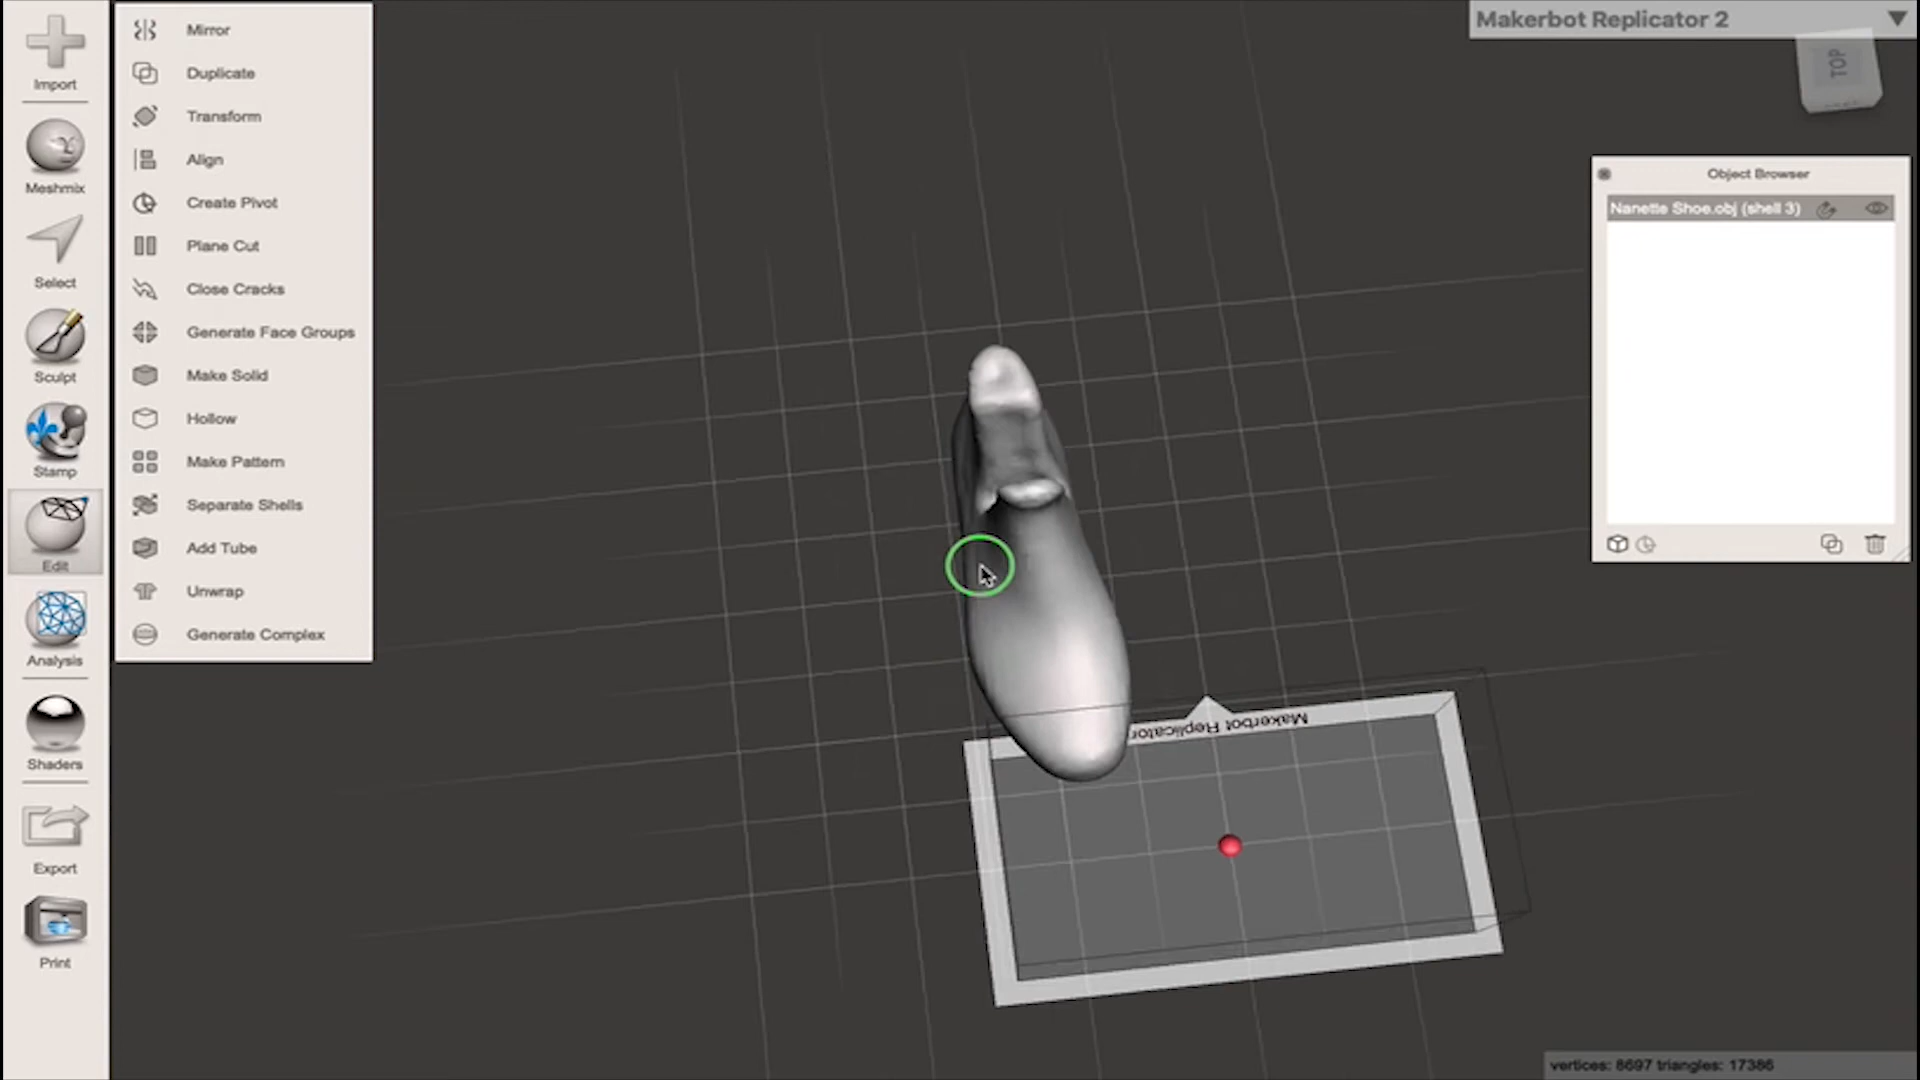 Import
Meshmix
Select
Sculpt
Stamp
Edit
Analysis
Shaders
Export
Print
Mirror
Duplicate
Transform
Align
Create Pivot
Plane Cut
Close Cracks
Generate Face Groups
Make Solid
Hollow
Make Pattern
Separate Shells
Add Tube
Unwrap
Generate Complex
Makerbot Replicator 2
TOP
Object Browser
Nanette Shoe.obj (shell 3)
Makerbot Replicator
vertices: 8697 triangles: 17386